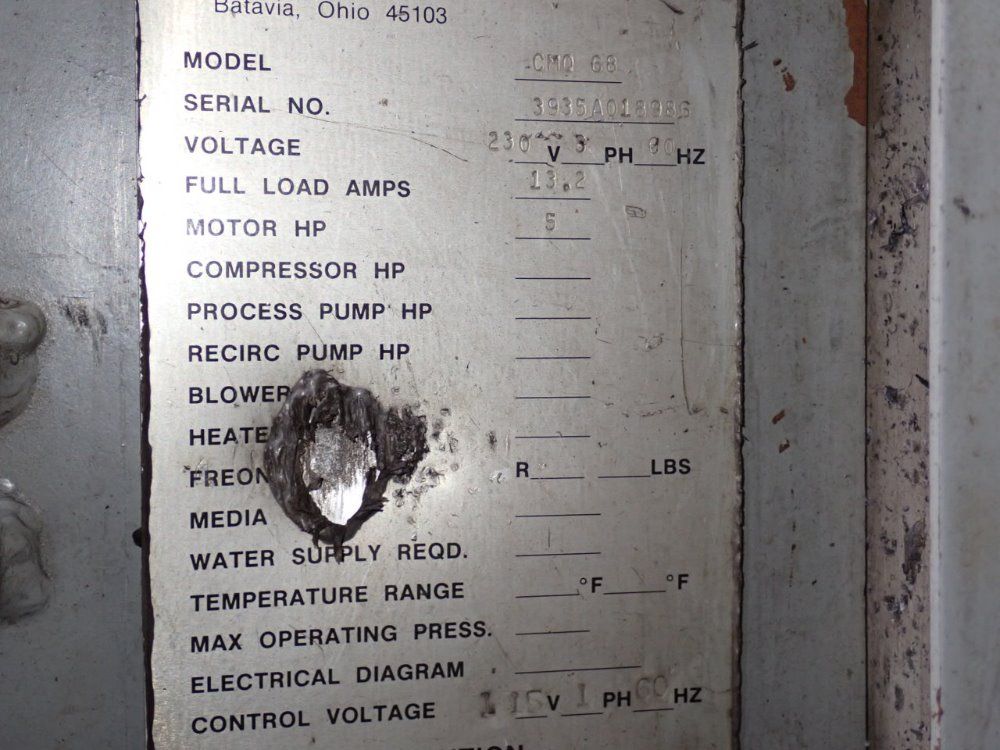 Batavia, Ohio 45103
MODEL CMQ G8
SERIAL NO. 3935A018986
VOLTAGE 230 V 3 PH 60 HZ
FULL LOAD AMPS 13.2
MOTOR HP 5
COMPRESSOR HP
PROCESS PUMP HP
RECIRC PUMP HP
BLOWER
HEATE
FREON R LBS
MEDIA
WATER SUPPLY REQD.
TEMPERATURE RANGE °F °F
MAX OPERATING PRESS.
ELECTRICAL DIAGRAM
CONTROL VOLTAGE 115 V 1 PH 60 HZ